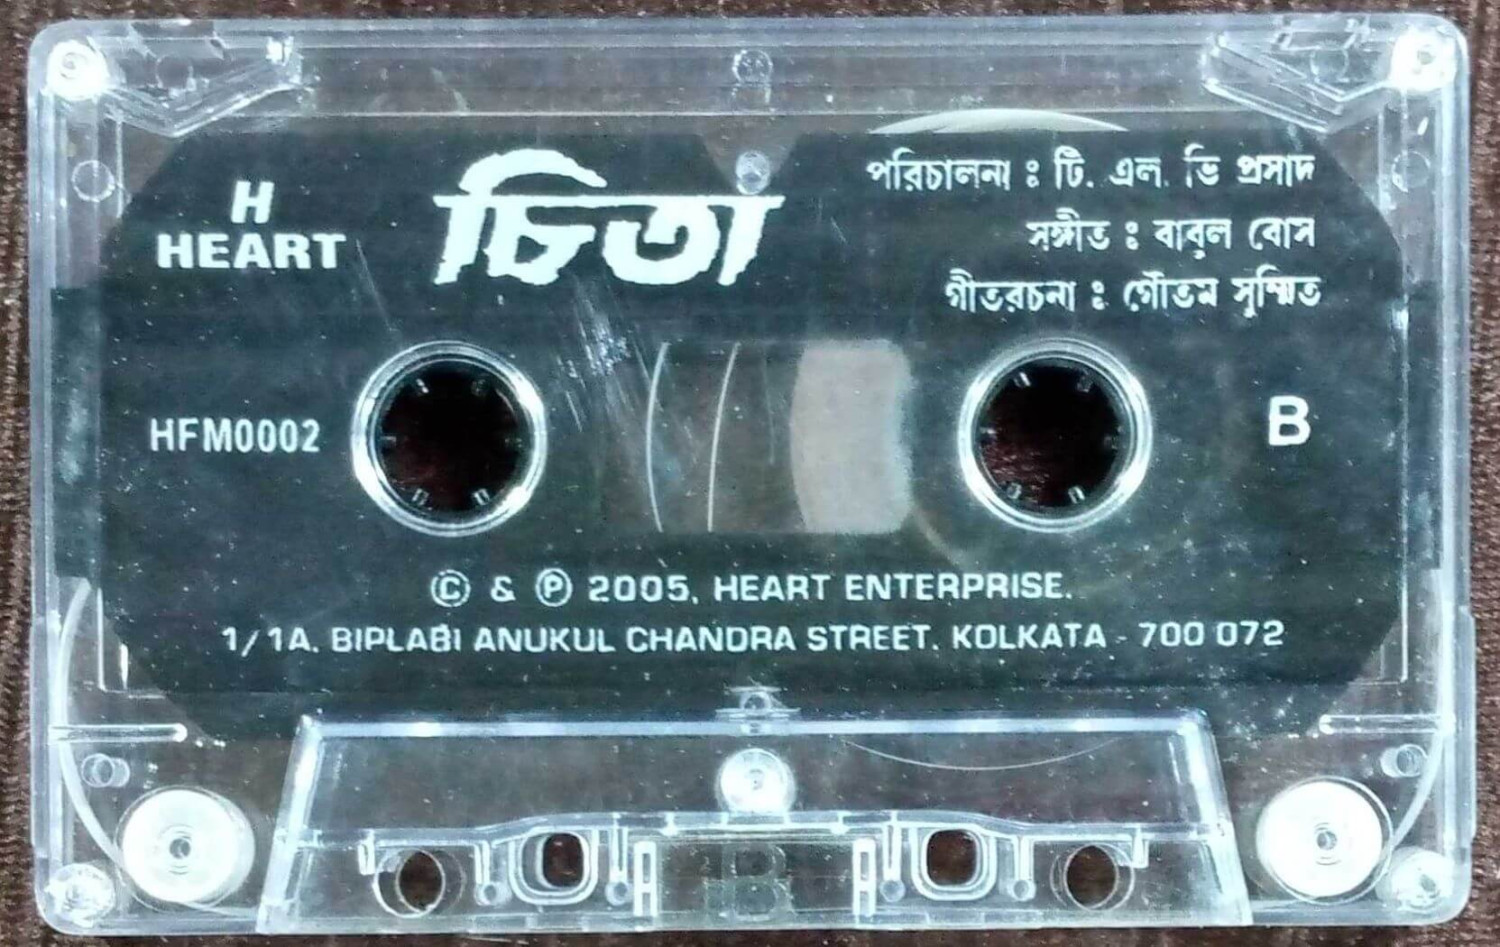 H
HEART
চিতা
পরিচালনা : টি. এল. ভি প্রসাদ
সঙ্গীত : বাবুল বোস
গীতরচনা : গৌতম সুস্মিত
HFM0002
B
© & ℗ 2005, HEART ENTERPRISE.
1/1A, BIPLABI ANUKUL CHANDRA STREET, KOLKATA - 700 072
B